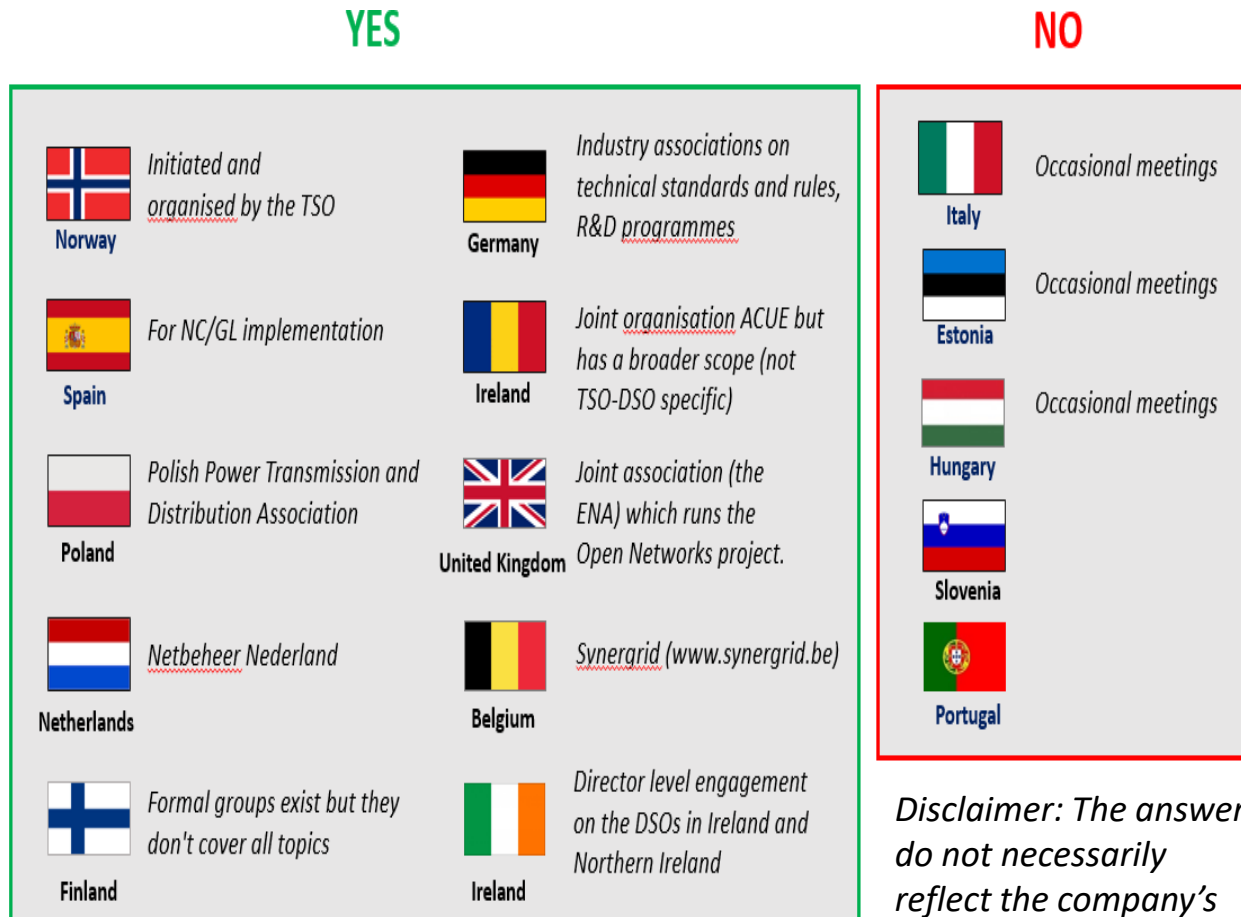 YES
Initiated and
organised by the TSO
Norway
For NC/GL implementation
Spain
Polish Power Transmission and
Distribution Association
Poland
Netbeheer Nederland
Netherlands
Formal groups exist but they
don't cover all topics
Finland
Industry associations on
technical standards and rules,
R&D programmes
Germany
Joint organisation ACUE but
has a broader scope (not
TSO-DSO specific)
Ireland
Joint association (the
ENA) which runs the
Open Networks project.
United Kingdom
Synergrid (www.synergrid.be)
Belgium
Director level engagement
on the DSOs in Ireland and
Northern Ireland
Ireland
NO
Occasional meetings
Italy
Occasional meetings
Estonia
Occasional meetings
Hungary
Slovenia
Portugal
Disclaimer: The answer
do not necessarily
reflect the company’s